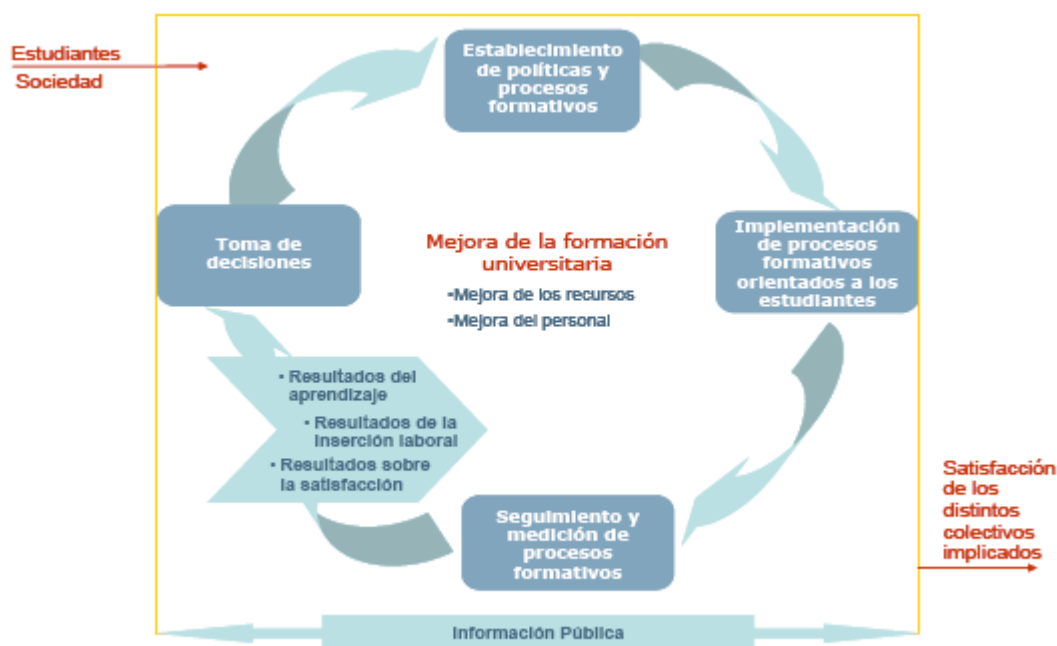 Estudiantes
Sociedad
Establecimiento
de políticas y
procesos
formativos
Toma de
decisiones
Mejora de la formación
universitaria
▪Mejora de los recursos
▪Mejora del personal
Implementación
de procesos
formativos
orientados a los
estudiantes
▪ Resultados del
aprendizaje
▪ Resultados de la
inserción laboral
▪ Resultados sobre
la satisfacción
Seguimiento y
medición de
procesos
formativos
Satisfacción
de los
distintos
colectivos
implicados
Información Pública